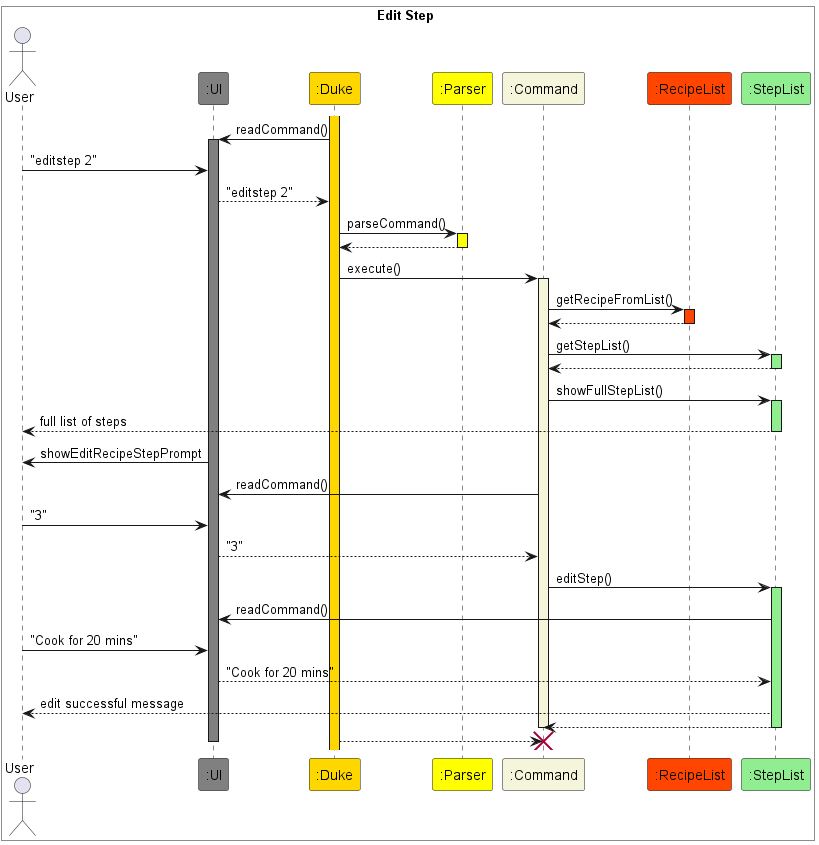 Edit Step
User
:UI
:Duke
:Parser
:Command
:RecipeList
:StepList
readCommand()
"editstep 2"
"editstep 2"
parseCommand()
execute()
getRecipeFromList()
getStepList()
showFullStepList()
full list of steps
showEditRecipeStepPrompt
readCommand()
"3"
"3"
editStep()
readCommand()
"Cook for 20 mins"
"Cook for 20 mins"
edit successful message
User
:UI
:Duke
:Parser
:Command
:RecipeList
:StepList